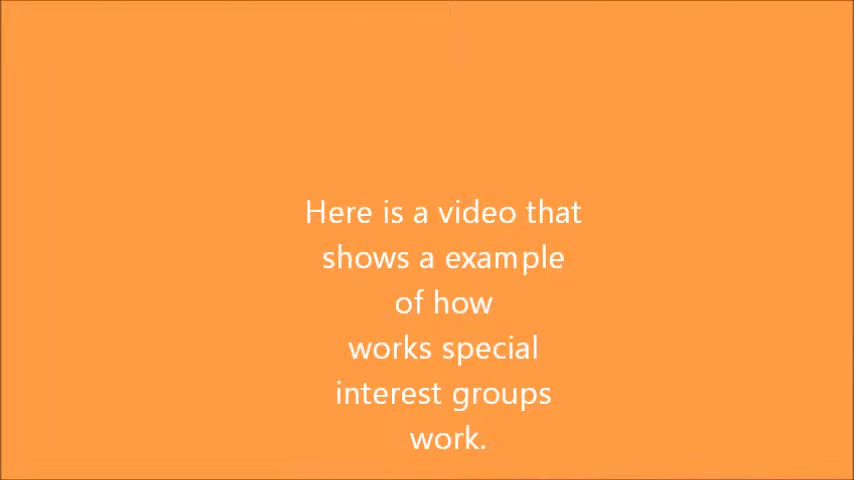 Here is a video that
shows a example
of how
works special
interest groups
work.